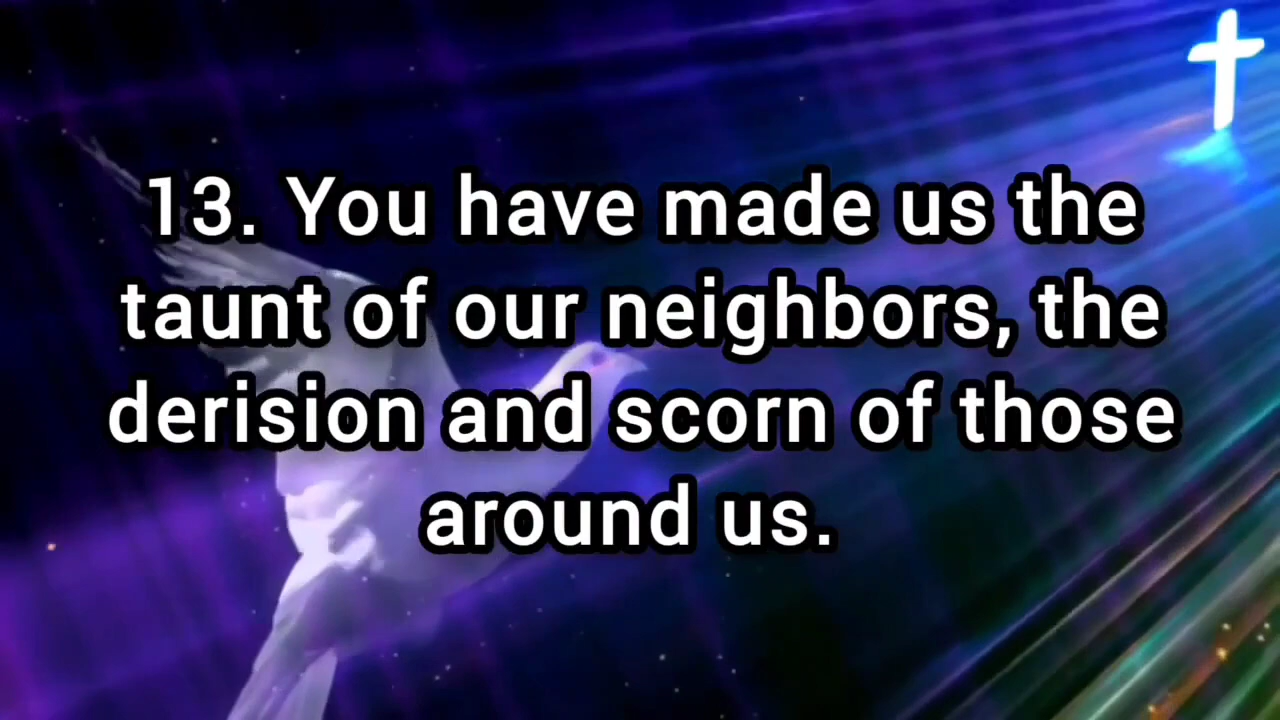 13. You have made us the
taunt of our neighbors, the
derision and scorn of those
around us.